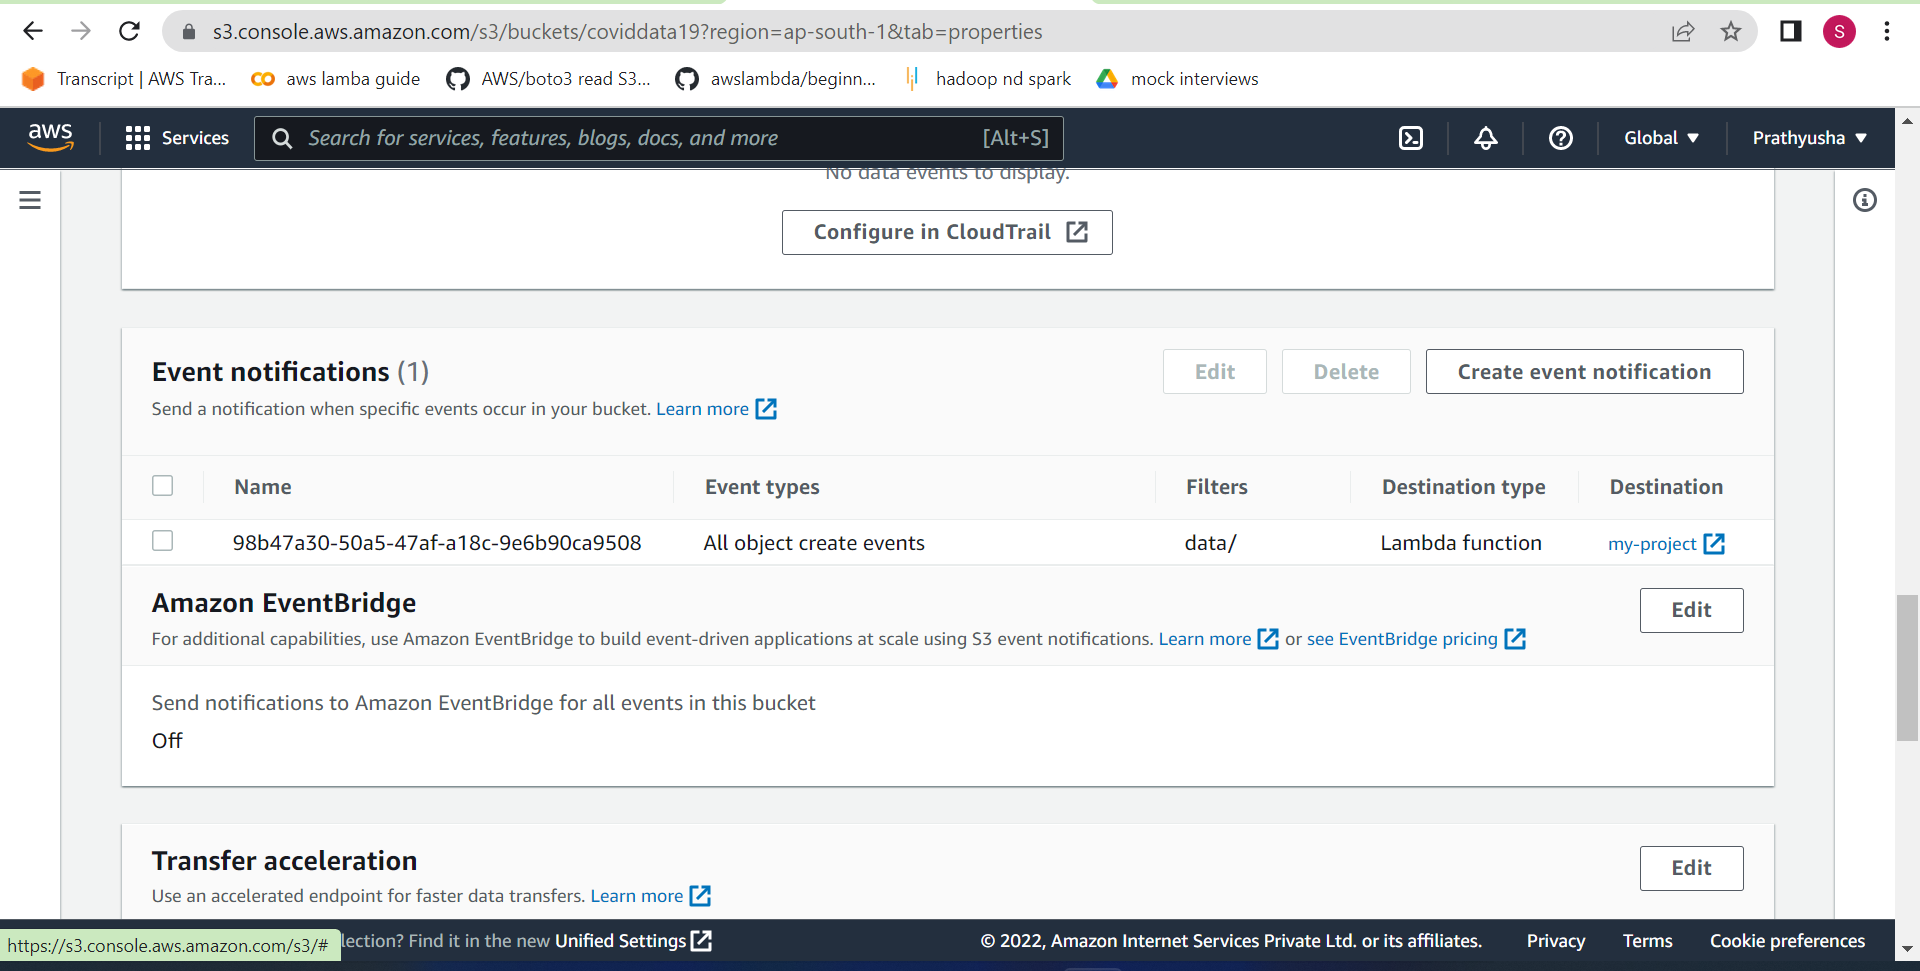 s3.console.aws.amazon.com/s3/buckets/coviddata19?region=ap-south-1&tab=properties
S
Transcript | AWS Tra...
aws lamba guide
AWS/boto3 read S3...
awslambda/beginn...
hadoop nd spark
mock interviews
aws
Services
Search for services, features, blogs, docs, and more
[Alt+S]
Global
Prathyusha
No data events to display.
Configure in CloudTrail
Event notifications (1)
Edit
Delete
Create event notification
Send a notification when specific events occur in your bucket. Learn more
Name Event types Filters Destination type Destination
98b47a30-50a5-47af-a18c-9e6b90ca9508 All object create events data/ Lambda function my-project
Amazon EventBridge
Edit
For additional capabilities, use Amazon EventBridge to build event-driven applications at scale using S3 event notifications. Learn more or see EventBridge pricing
Send notifications to Amazon EventBridge for all events in this bucket
Off
Transfer acceleration
Edit
Use an accelerated endpoint for faster data transfers. Learn more
https://s3.console.aws.amazon.com/s3/#
lection? Find it in the new Unified Settings
© 2022, Amazon Internet Services Private Ltd. or its affiliates.
Privacy
Terms
Cookie preferences